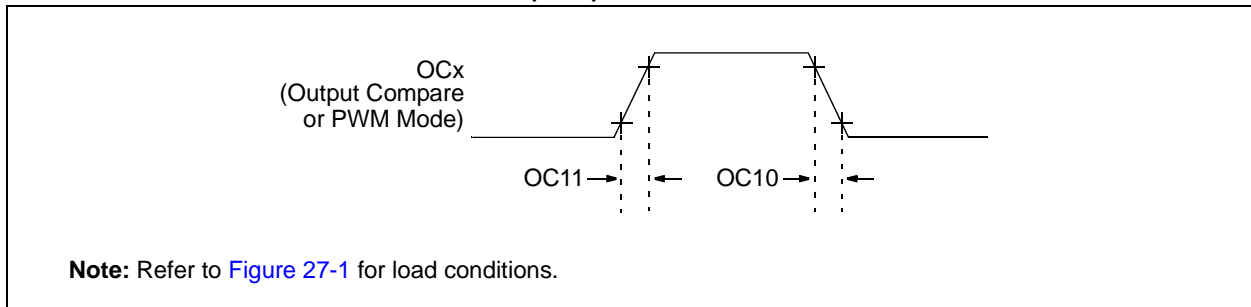 OCx
(Output Compare
or PWM Mode)
OC11
OC10
Note: Refer to Figure 27-1 for load conditions.